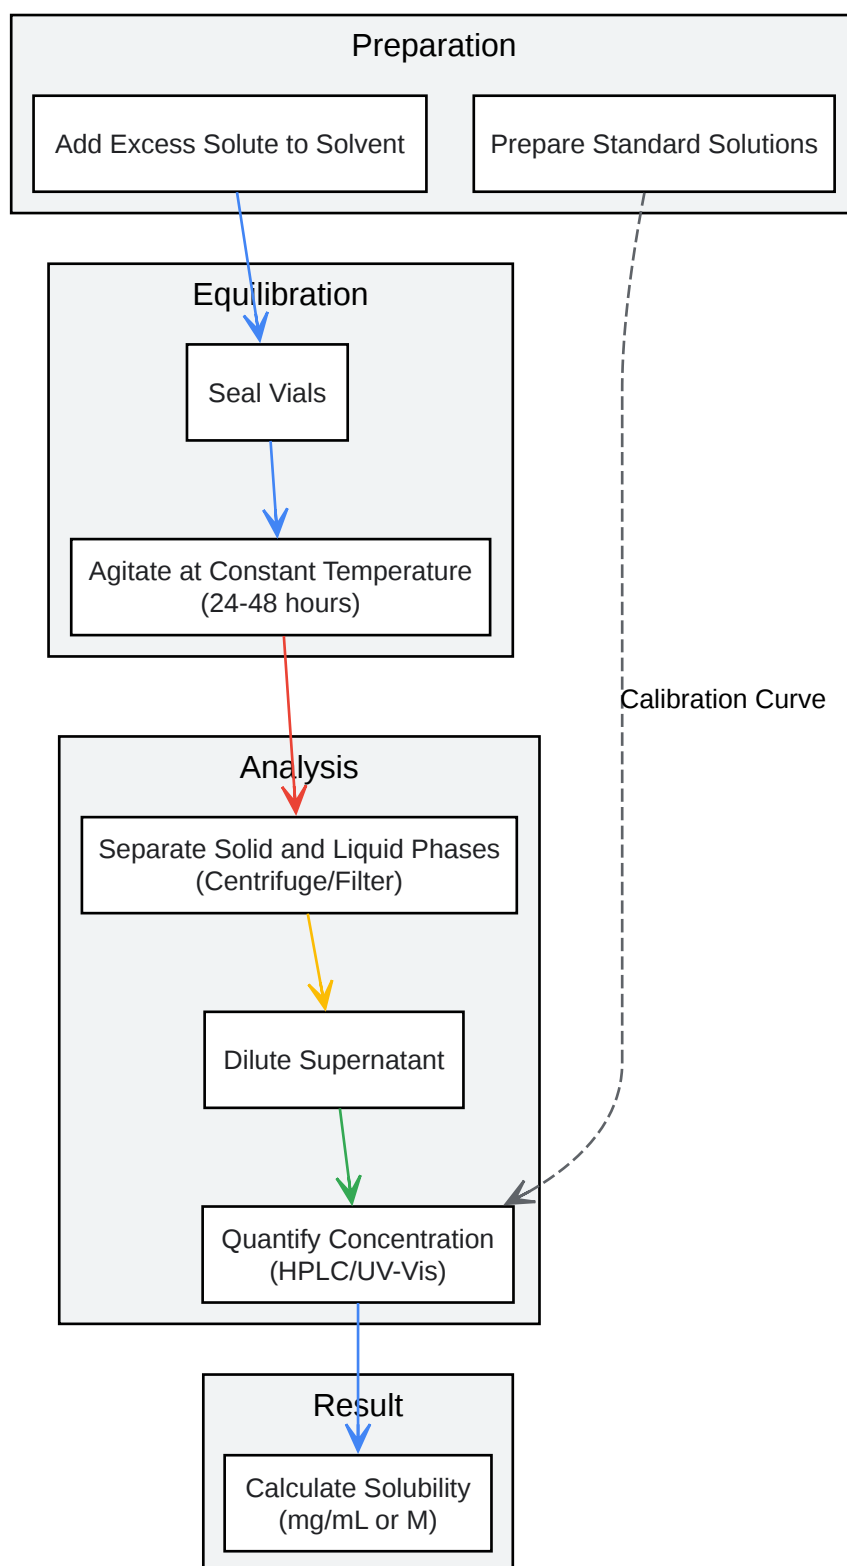 Preparation
Add Excess Solute to Solvent
Prepare Standard Solutions
Equilibration
Seal Vials
Agitate at Constant Temperature
(24-48 hours)
Calibration Curve
Analysis
Separate Solid and Liquid Phases
(Centrifuge/Filter)
Dilute Supernatant
Quantify Concentration
(HPLC/UV-Vis)
Result
Calculate Solubility
(mg/mL or M)